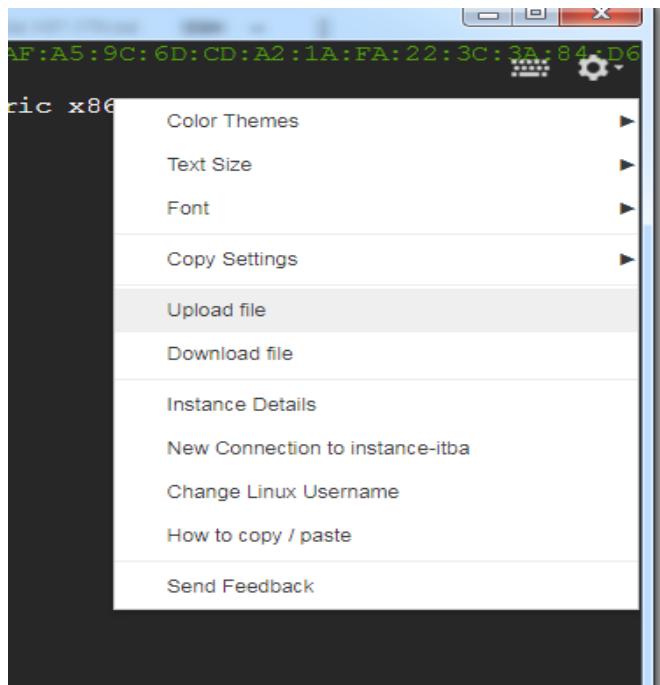 AF:A5:9C:6D:CD:A2:1A:FA:22:3C:3A:84:D6
ric x86
Color Themes
Text Size
Font
Copy Settings
Upload file
Download file
Instance Details
New Connection to instance-itba
Change Linux Username
How to copy / paste
Send Feedback